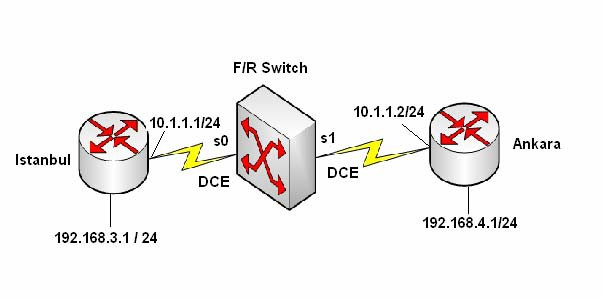 F/R Switch
10.1.1.1/24
10.1.1.2/24
s0
s1
Istanbul
Ankara
DCE
DCE
192.168.3.1 / 24
192.168.4.1/24